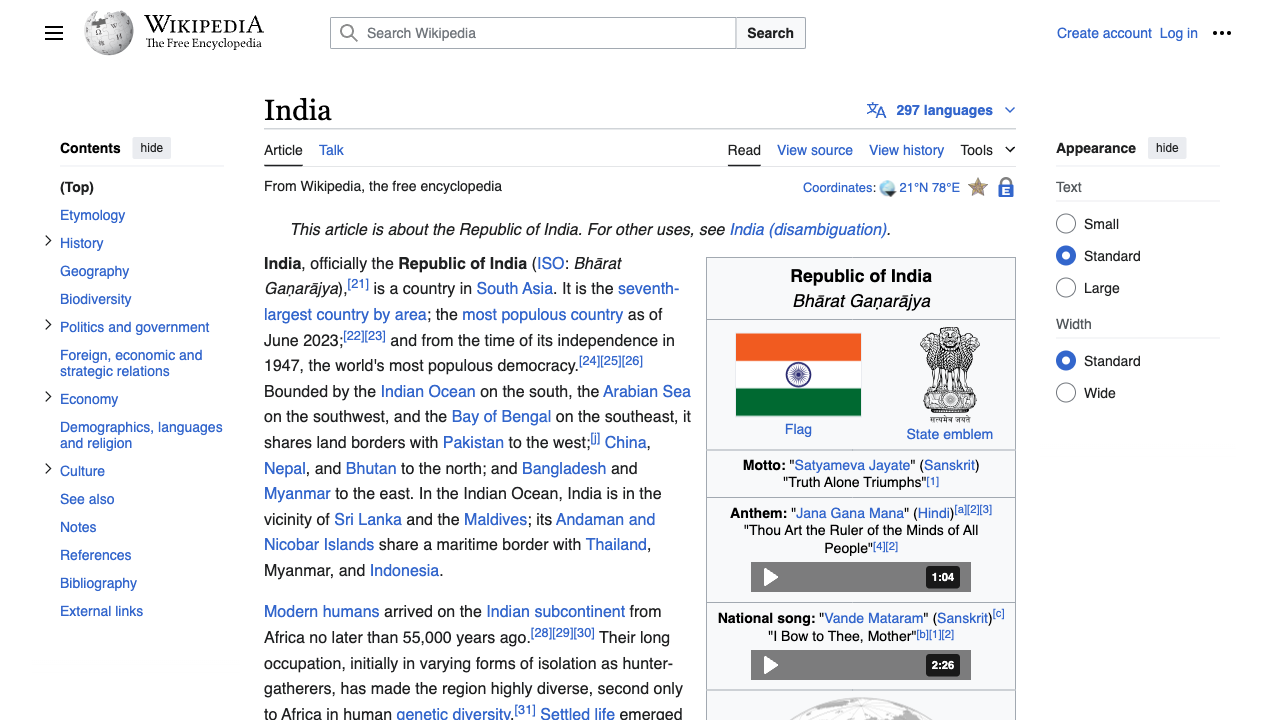 WIKIPEDIA
The Free Encyclopedia
Search Wikipedia
Search
Create account Log in
Contents hide
(Top)
Etymology
History
Geography
Biodiversity
Politics and government
Foreign, economic and
strategic relations
Economy
Demographics, languages
and religion
Culture
See also
Notes
References
Bibliography
External links
India
297 languages
Article Talk
Read View source View history Tools
From Wikipedia, the free encyclopedia
Coordinates: 21°N 78°E
This article is about the Republic of India. For other uses, see India (disambiguation).
India, officially the Republic of India (ISO: Bhārat
Gaṇarājya),[21] is a country in South Asia. It is the seventh-
largest country by area; the most populous country as of
June 2023;[22][23] and from the time of its independence in
1947, the world's most populous democracy.[24][25][26]
Bounded by the Indian Ocean on the south, the Arabian Sea
on the southwest, and the Bay of Bengal on the southeast, it
shares land borders with Pakistan to the west;[j] China,
Nepal, and Bhutan to the north; and Bangladesh and
Myanmar to the east. In the Indian Ocean, India is in the
vicinity of Sri Lanka and the Maldives; its Andaman and
Nicobar Islands share a maritime border with Thailand,
Myanmar, and Indonesia.
Modern humans arrived on the Indian subcontinent from
Africa no later than 55,000 years ago.[28][29][30] Their long
occupation, initially in varying forms of isolation as hunter-
gatherers, has made the region highly diverse, second only
to Africa in human genetic diversity.[31] Settled life emerged
Republic of India
Bhārat Gaṇarājya
सत्यमेव जयते
Flag
State emblem
Motto: "Satyameva Jayate" (Sanskrit)
"Truth Alone Triumphs"[1]
Anthem: "Jana Gana Mana" (Hindi)[a][2][3]
"Thou Art the Ruler of the Minds of All
People"[4][2]
1:04
National song: "Vande Mataram" (Sanskrit)[c]
"I Bow to Thee, Mother"[b][1][2]
2:26
Appearance hide
Text
Small
Standard
Large
Width
Standard
Wide